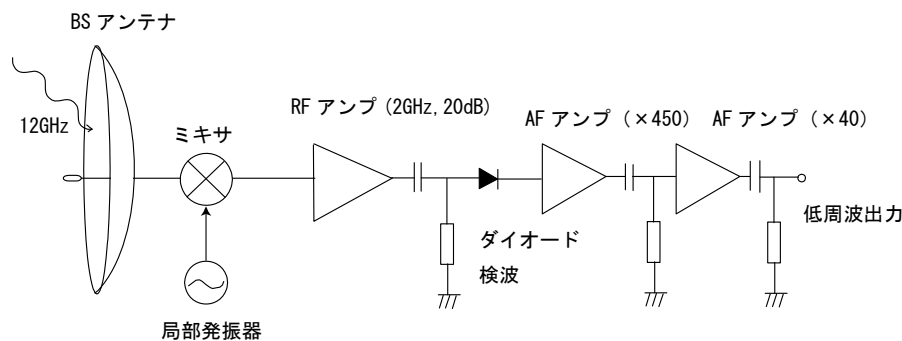 BS アンテナ
12GHz
ミキサ
局部発振器
RF アンプ (2GHz, 20dB)
ダイオード
検波
AF アンプ（×450）
AF アンプ（×40）
低周波出力